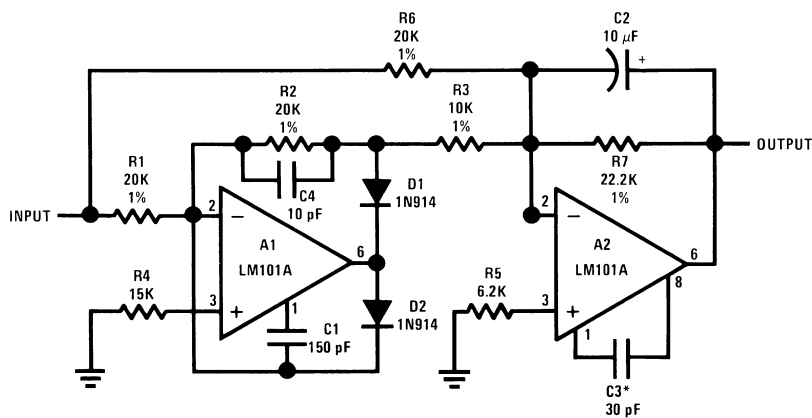 R6
20K
1%
C2
10 μF
+
R2
20K
1%
R3
10K
1%
R1
20K
1%
C4
10 pF
D1
1N914
R7
22.2K
1%
OUTPUT
INPUT
2
−
A1
LM101A
6
2
−
A2
LM101A
6
8
R4
15K
3
+
1
C1
150 pF
D2
1N914
R5
6.2K
3
+
1
C3*
30 pF